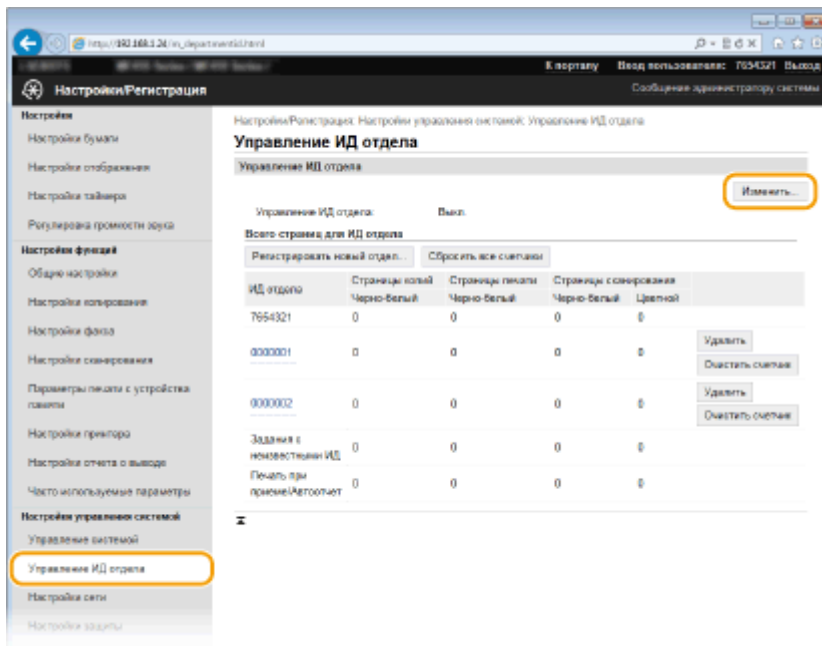 http://192.168.1.24/m_departmentid.html
К порталу Вход пользователя: 7654321 Выход
Настройки/Регистрация
Сообщение администратору системы
Настройки
Настройки бумаги
Настройки отображения
Настройки таймера
Регулировка громкости звука
Настройки функций
Общие настройки
Настройки копирования
Настройки факса
Настройки сканирования
Параметры печати с устройства
памяти
Настройки принтера
Настройки отчета о выводе
Часто используемые параметры
Настройки управления системой
Управление системой
Управление ИД отдела
Настройки сети
Настройки защиты
Настройки/Регистрация: Настройки управления системой: Управление ИД отдела
Управление ИД отдела
Управление ИД отдела
Изменить...
Управление ИД отдела: Выкл.
Всего страниц для ИД отдела
Регистрировать новый отдел... Сбросить все счетчики
ИД отдела Страницы копий Страницы печати Страницы сканирования
Черно-белый Черно-белый Черно-белый Цветной
7654321 0 0 0 0
0000001 0 0 0 0 Удалить
Очистить счетчик
0000002 0 0 0 0 Удалить
Очистить счетчик
Задания с
неизвестными ИД 0 0 0 0
Печать при
приеме/Автоотчет 0 0 0 0